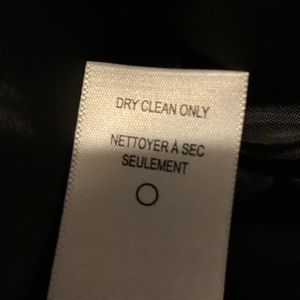 DRY CLEAN ONLY
NETTOYER À SEC
SEULEMENT